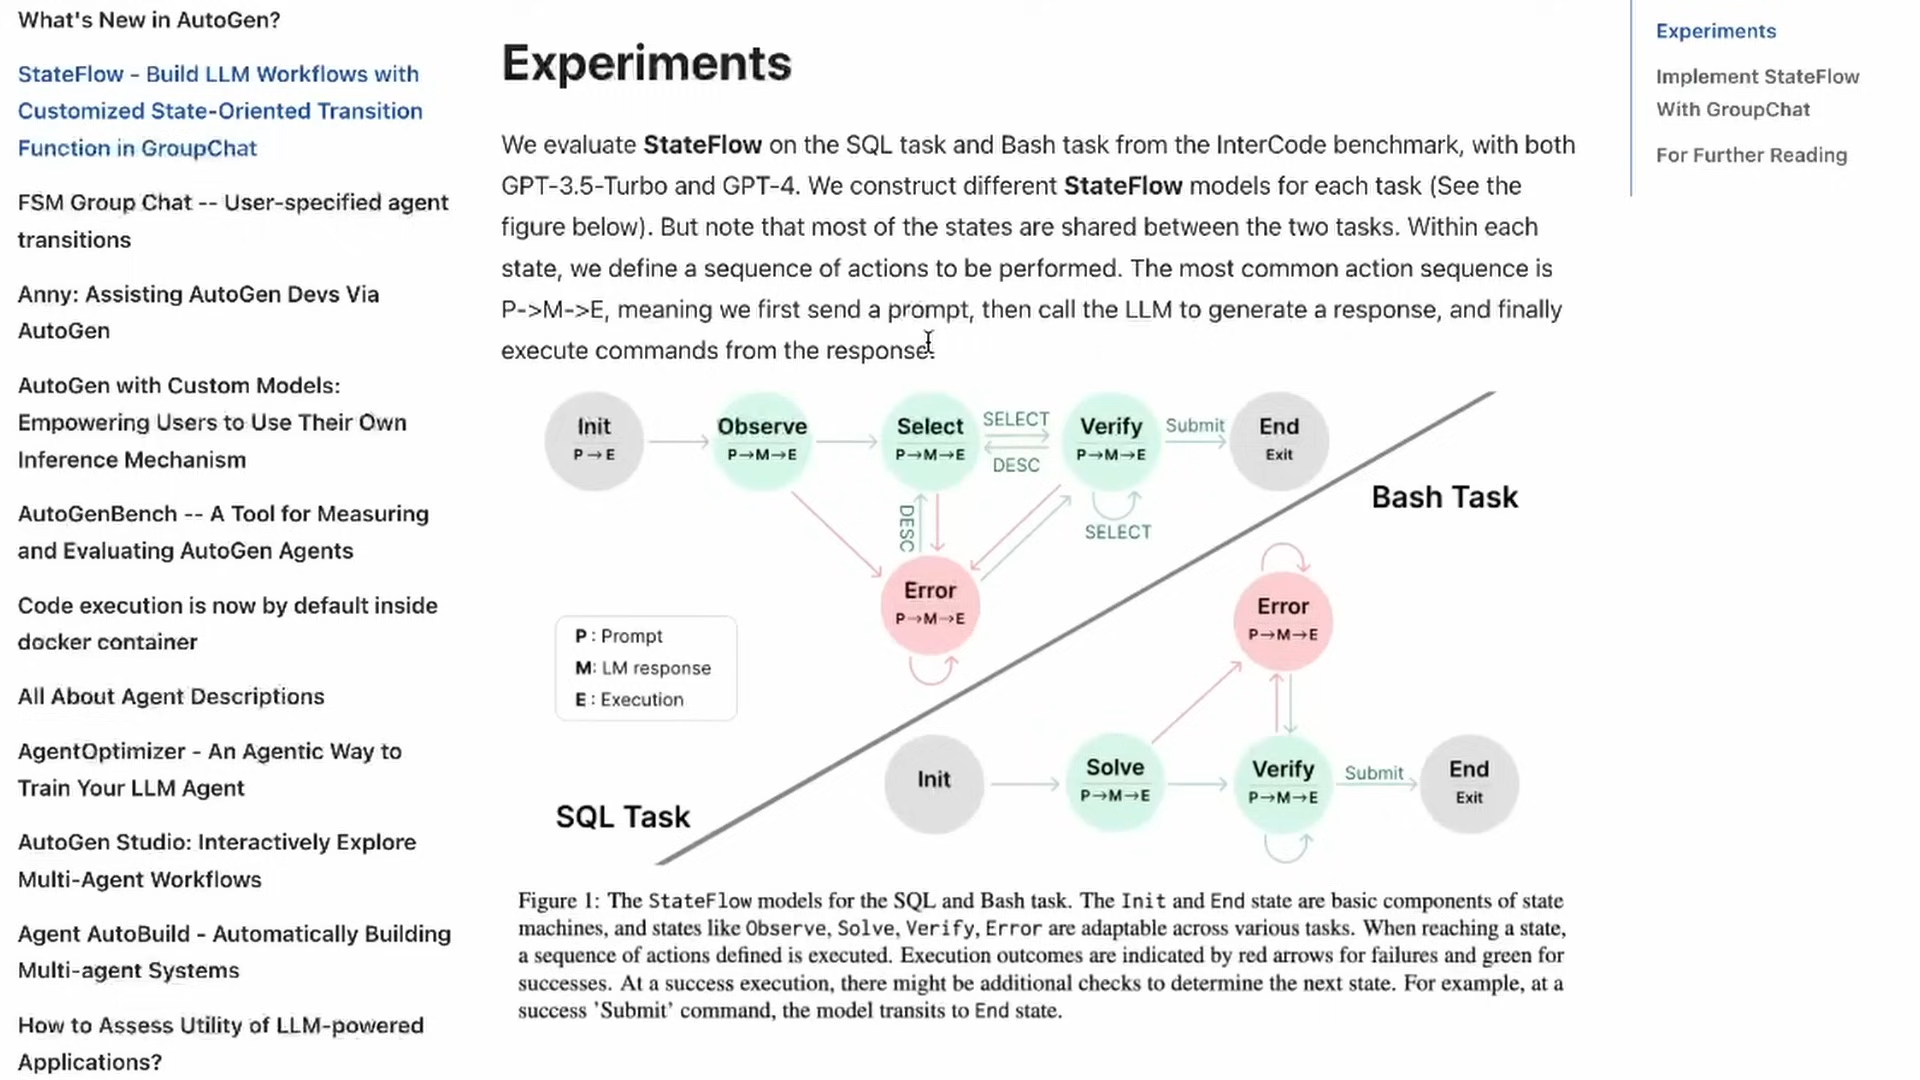 What's New in AutoGen?
StateFlow - Build LLM Workflows with
Customized State-Oriented Transition
Function in GroupChat
FSM Group Chat -- User-specified agent
transitions
Anny: Assisting AutoGen Devs Via
AutoGen
AutoGen with Custom Models:
Empowering Users to Use Their Own
Inference Mechanism
AutoGenBench -- A Tool for Measuring
and Evaluating AutoGen Agents
Code execution is now by default inside
docker container
All About Agent Descriptions
AgentOptimizer - An Agentic Way to
Train Your LLM Agent
AutoGen Studio: Interactively Explore
Multi-Agent Workflows
Agent AutoBuild - Automatically Building
Multi-agent Systems
How to Assess Utility of LLM-powered
Applications?
Experiments
We evaluate StateFlow on the SQL task and Bash task from the InterCode benchmark, with both
GPT-3.5-Turbo and GPT-4. We construct different StateFlow models for each task (See the
figure below). But note that most of the states are shared between the two tasks. Within each
state, we define a sequence of actions to be performed. The most common action sequence is
P->M->E, meaning we first send a prompt, then call the LLM to generate a response, and finally
execute commands from the response.
Init
P→E
Observe
P→M→E
Select
P→M→E
SELECT
DESC
Verify
P→M→E
Submit
End
Exit
DESC
SELECT
Error
P→M→E
P : Prompt
M: LM response
E : Execution
SQL Task
Bash Task
Error
P→M→E
Init
Solve
P→M→E
Verify
P→M→E
Submit
End
Exit
Figure 1: The StateFlow models for the SQL and Bash task. The Init and End state are basic components of state
machines, and states like Observe, Solve, Verify, Error are adaptable across various tasks. When reaching a state,
a sequence of actions defined is executed. Execution outcomes are indicated by red arrows for failures and green for
successes. At a success execution, there might be additional checks to determine the next state. For example, at a
success 'Submit' command, the model transits to End state.
Experiments
Implement StateFlow
With GroupChat
For Further Reading